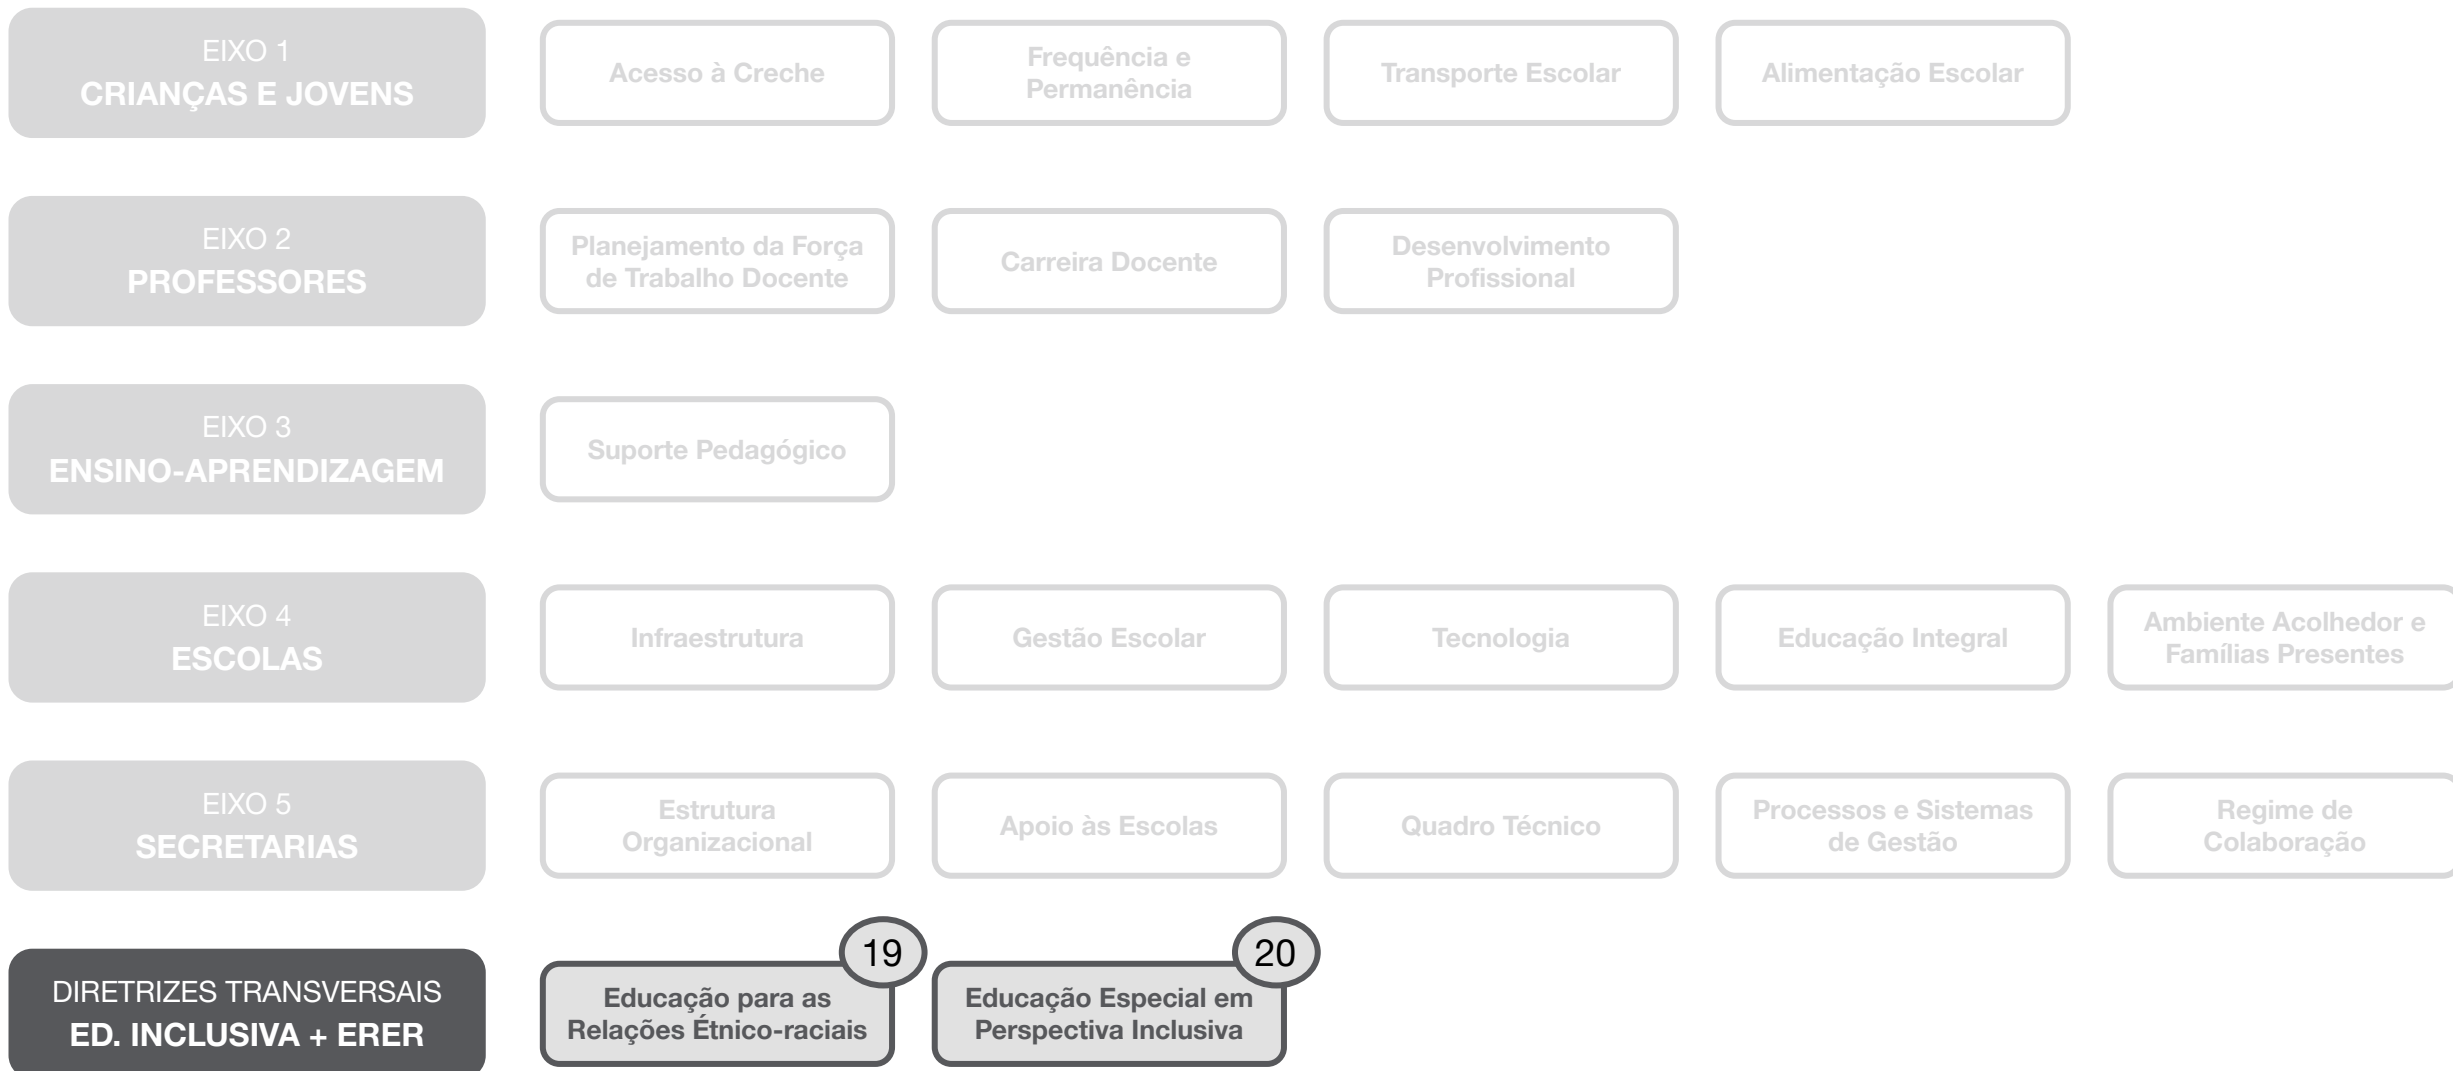 EIXO 1
CRIANÇAS E JOVENS
Acesso à Creche
Frequência e
Permanência
Transporte Escolar
Alimentação Escolar
EIXO 2
PROFESSORES
Planejamento da Força
de Trabalho Docente
Carreira Docente
Desenvolvimento
Profissional
EIXO 3
ENSINO-APRENDIZAGEM
Suporte Pedagógico
EIXO 4
ESCOLAS
Infraestrutura
Gestão Escolar
Tecnologia
Educação Integral
Ambiente Acolhedor e
Famílias Presentes
EIXO 5
SECRETARIAS
Estrutura
Organizacional
Apoio às Escolas
Quadro Técnico
Processos e Sistemas
de Gestão
Regime de
Colaboração
DIRETRIZES TRANSVERSAIS
ED. INCLUSIVA + ERER
19
Educação para as
Relações Étnico-raciais
20
Educação Especial em
Perspectiva Inclusiva